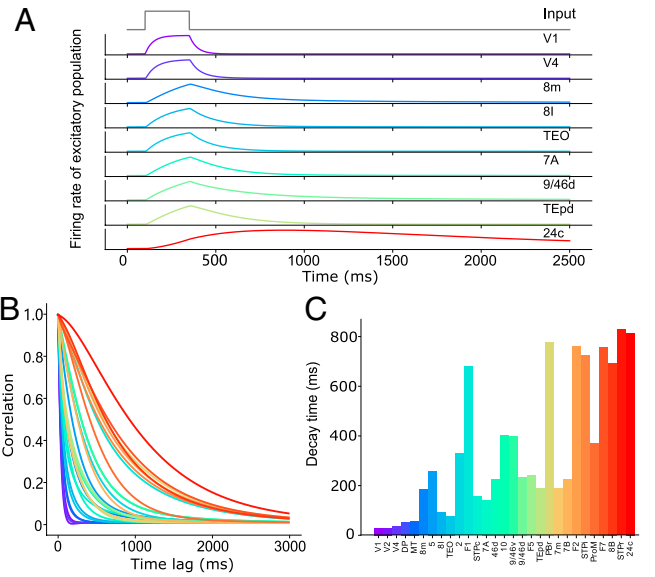 A
Input
V1
V4
8m
8l
TEO
7A
9/46d
TEpd
24c
Firing rate of excitatory population
0 500 1000 1500 2000 2500
Time (ms)
B
1.0
0.8
0.6
0.4
0.2
0
Correlation
0 1000 2000 3000
Time lag (ms)
C
800
600
400
200
0
Decay time (ms)
V1 V2 V4 DP MT 8m 5 8l TEO 2 F1 STPc 7A 46d 10 9/46v 9/46d F5 TEpd PBr 7m 7B F2 STPi ProM F7 8B STPr 24c